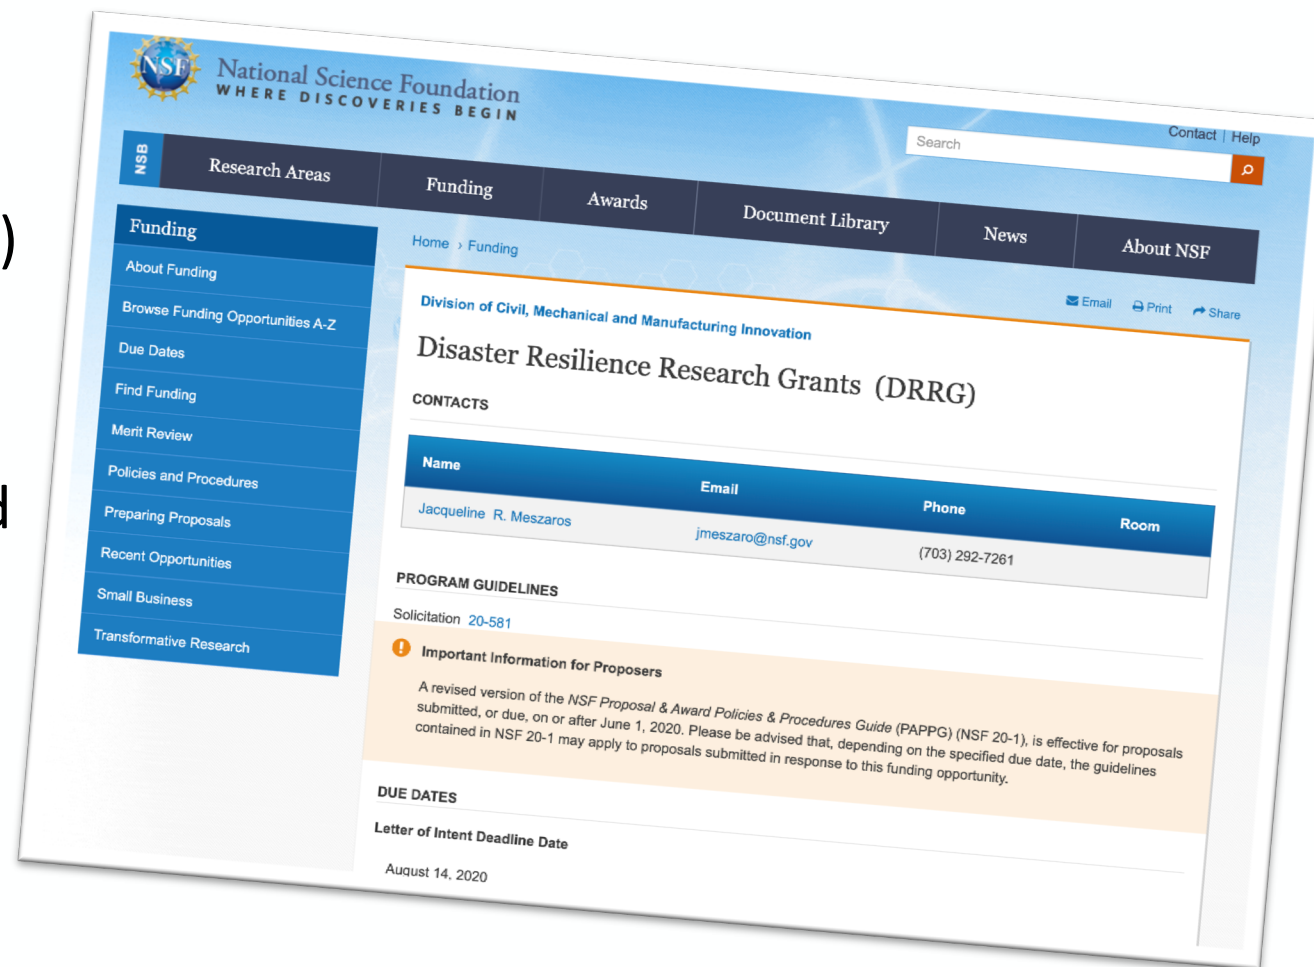 )
d
NSF
National Science Foundation
WHERE DISCOVERIES BEGIN
Contact | Help
Search
NSB
Research Areas
Funding
Awards
Document Library
News
About NSF
Funding
About Funding
Browse Funding Opportunities A-Z
Due Dates
Find Funding
Merit Review
Policies and Procedures
Preparing Proposals
Recent Opportunities
Small Business
Transformative Research
Home › Funding
Email Print Share
Division of Civil, Mechanical and Manufacturing Innovation
Disaster Resilience Research Grants (DRRG)
CONTACTS
Name Email Phone Room
Jacqueline R. Meszaros jmeszaro@nsf.gov (703) 292-7261
PROGRAM GUIDELINES
Solicitation 20-581
Important Information for Proposers
A revised version of the NSF Proposal & Award Policies & Procedures Guide (PAPPG) (NSF 20-1), is effective for proposals
submitted, or due, on or after June 1, 2020. Please be advised that, depending on the specified due date, the guidelines
contained in NSF 20-1 may apply to proposals submitted in response to this funding opportunity.
DUE DATES
Letter of Intent Deadline Date
August 14, 2020